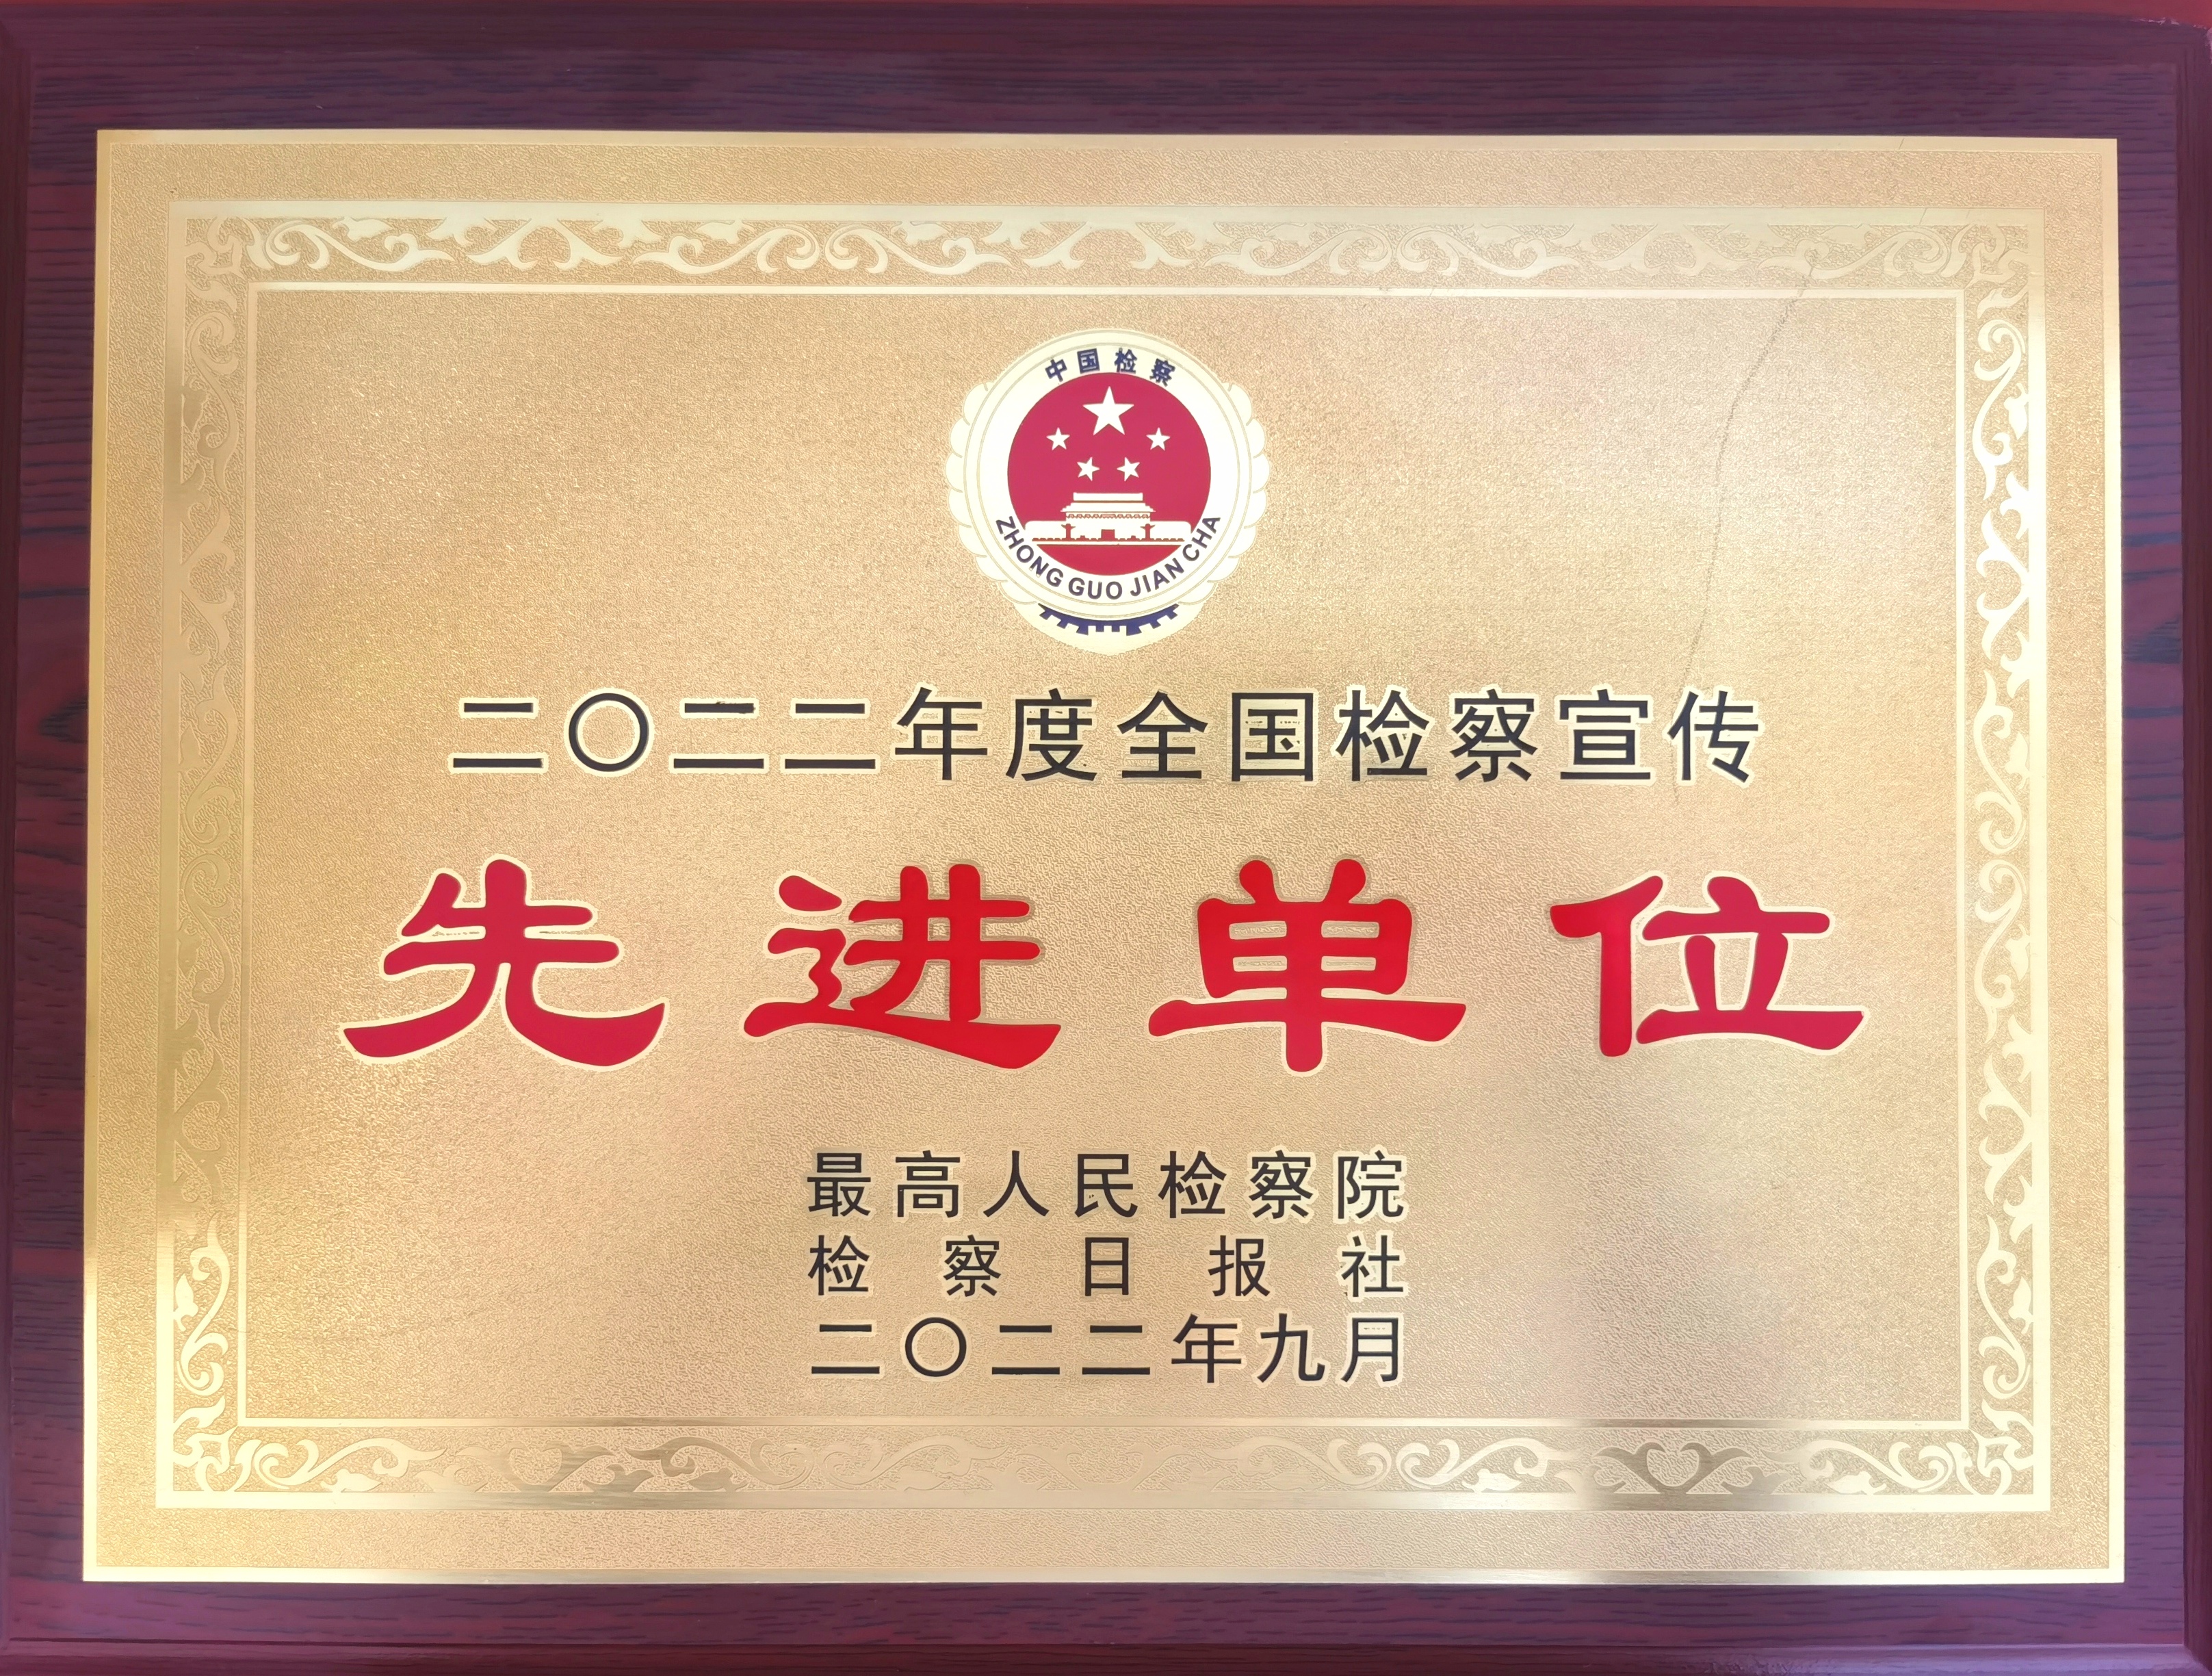 中国检察
ZHONG GUO JIAN CHA
二〇二二年度全国检察宣传
先进单位
最高人民检察院
检察日报社
二〇二二年九月